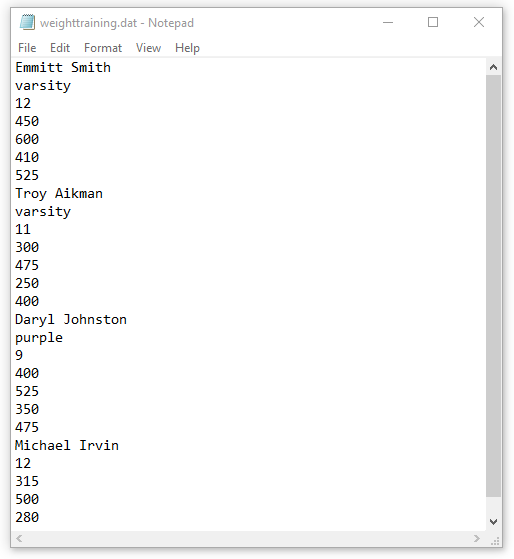 weighttraining.dat - Notepad
File Edit Format View Help
Emmitt Smith
varsity
12
450
600
410
525
Troy Aikman
varsity
11
300
475
250
400
Daryl Johnston
purple
9
400
525
350
475
Michael Irvin
12
315
500
280